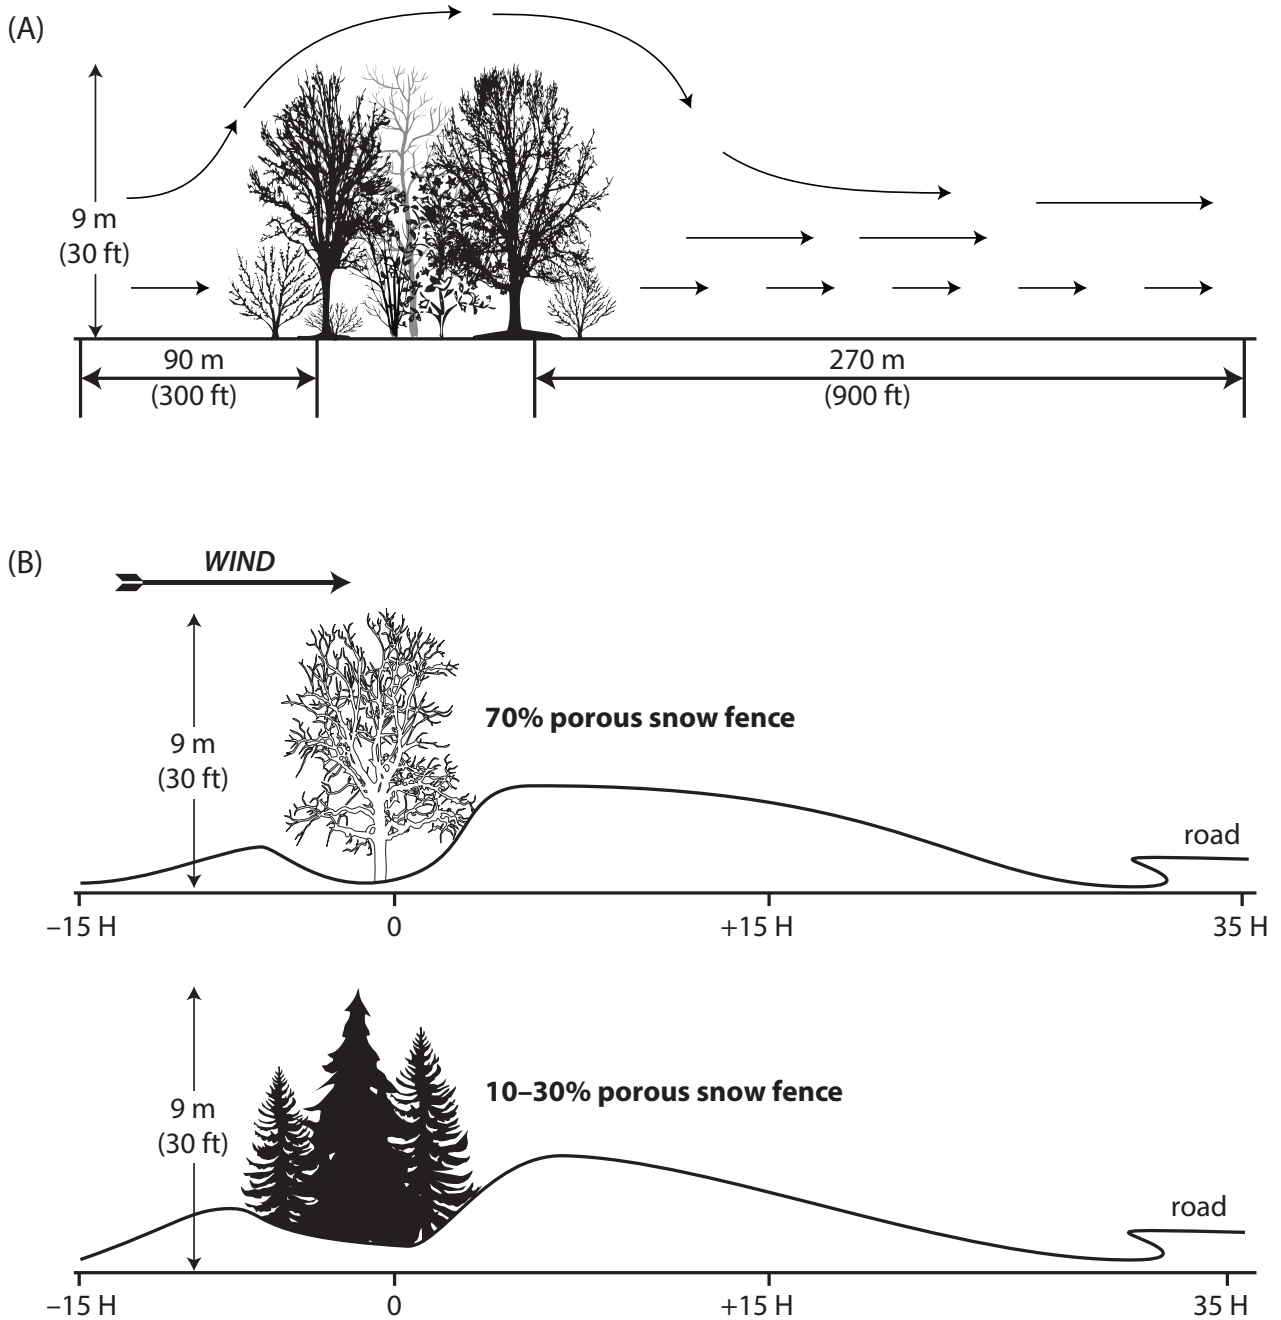 (A)
9 m
(30 ft)
90 m
(300 ft)
270 m
(900 ft)
(B)
WIND
70% porous snow fence
9 m
(30 ft)
road
–15 H 0 +15 H 35 H
10–30% porous snow fence
9 m
(30 ft)
road
–15 H 0 +15 H 35 H